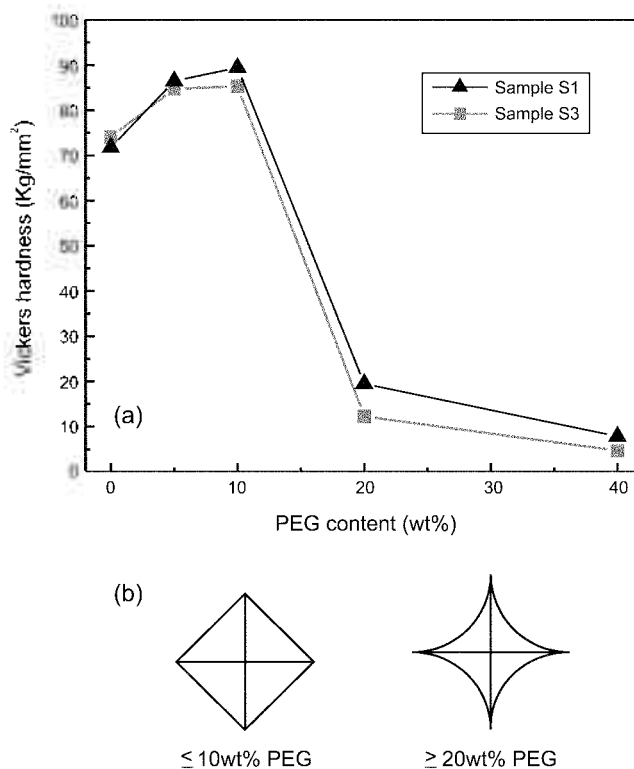 100
90
80
70
60
50
40
30
20
10
0
Vickers hardness (Kg/mm²)
Sample S1
Sample S3
(a)
0 10 20 30 40
PEG content (wt%)
(b)
≤ 10wt% PEG ≥ 20wt% PEG